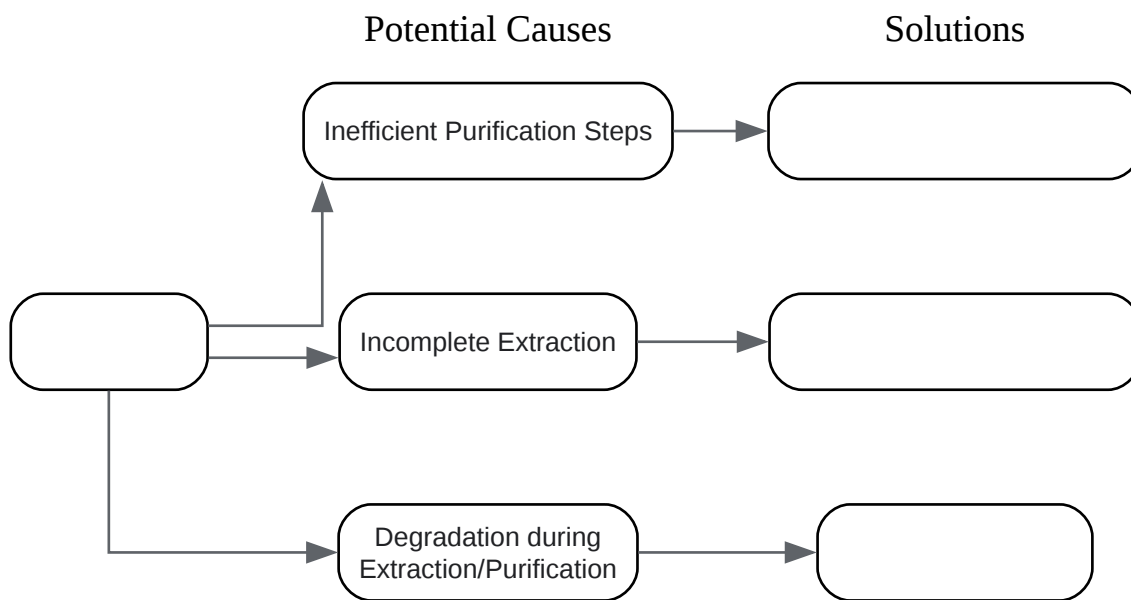 Potential Causes
Solutions
Inefficient Purification Steps
Incomplete Extraction
Degradation during
Extraction/Purification